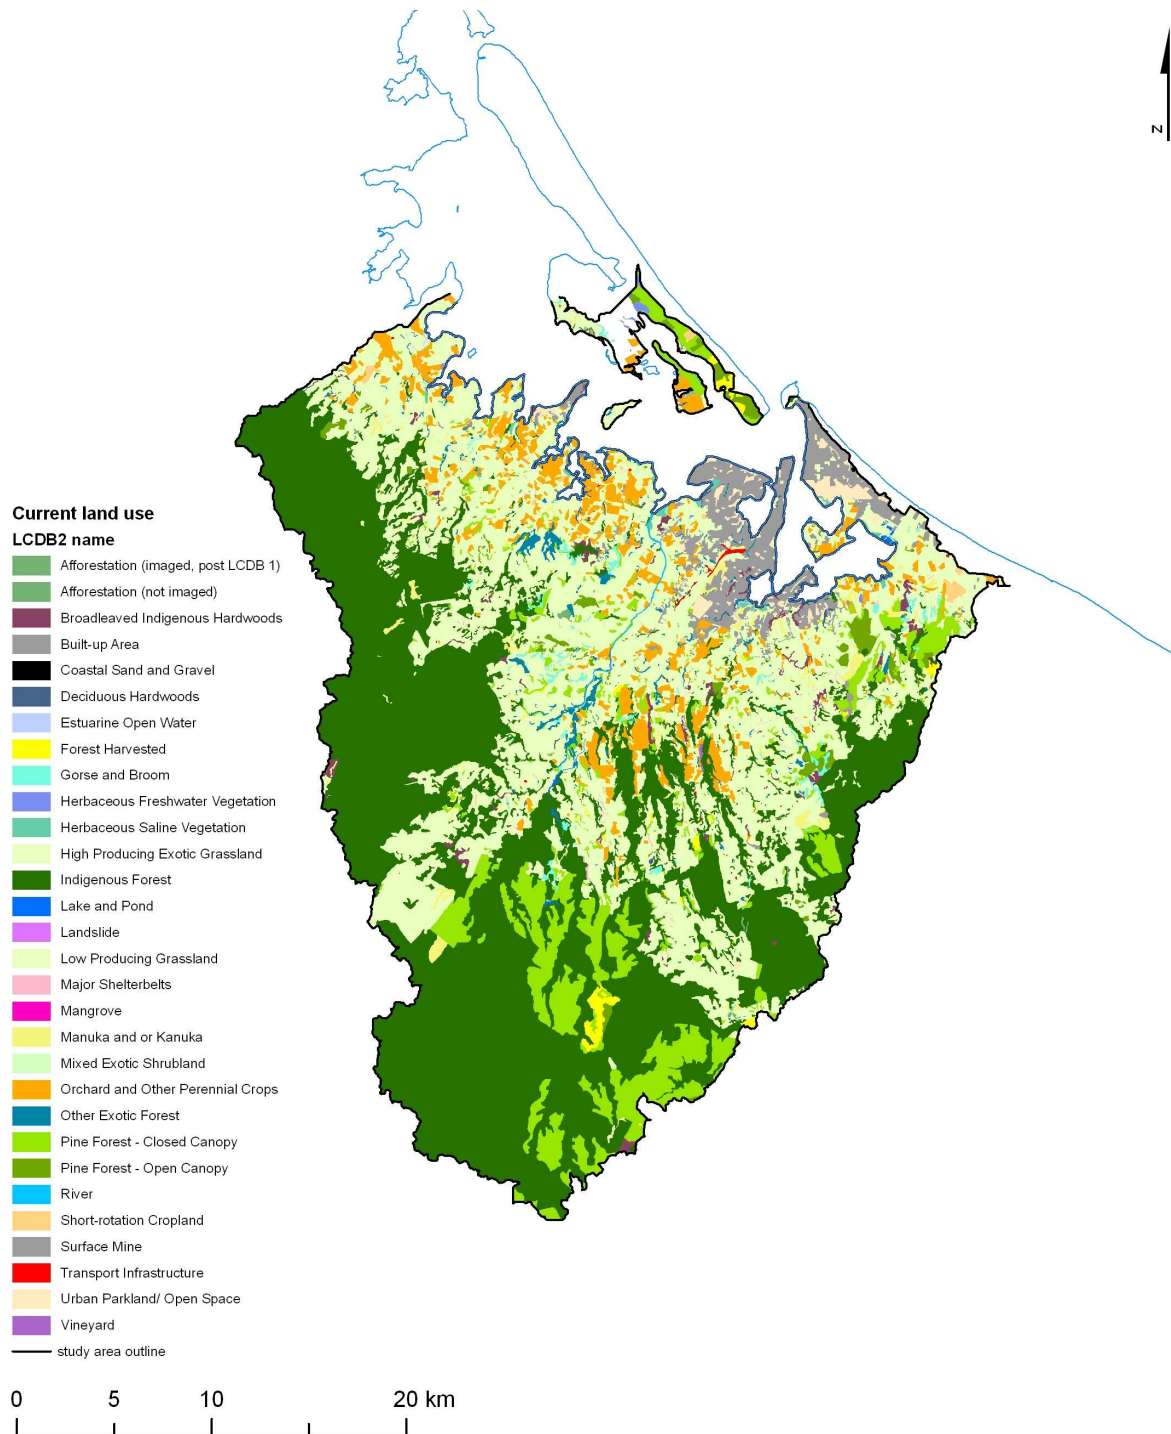 N
Current land use
LCDB2 name
Afforestation (imaged, post LCDB 1)
Afforestation (not imaged)
Broadleaved Indigenous Hardwoods
Built-up Area
Coastal Sand and Gravel
Deciduous Hardwoods
Estuarine Open Water
Forest Harvested
Gorse and Broom
Herbaceous Freshwater Vegetation
Herbaceous Saline Vegetation
High Producing Exotic Grassland
Indigenous Forest
Lake and Pond
Landslide
Low Producing Grassland
Major Shelterbelts
Mangrove
Manuka and or Kanuka
Mixed Exotic Shrubland
Orchard and Other Perennial Crops
Other Exotic Forest
Pine Forest - Closed Canopy
Pine Forest - Open Canopy
River
Short-rotation Cropland
Surface Mine
Transport Infrastructure
Urban Parkland/ Open Space
Vineyard
study area outline
0 5 10 20 km